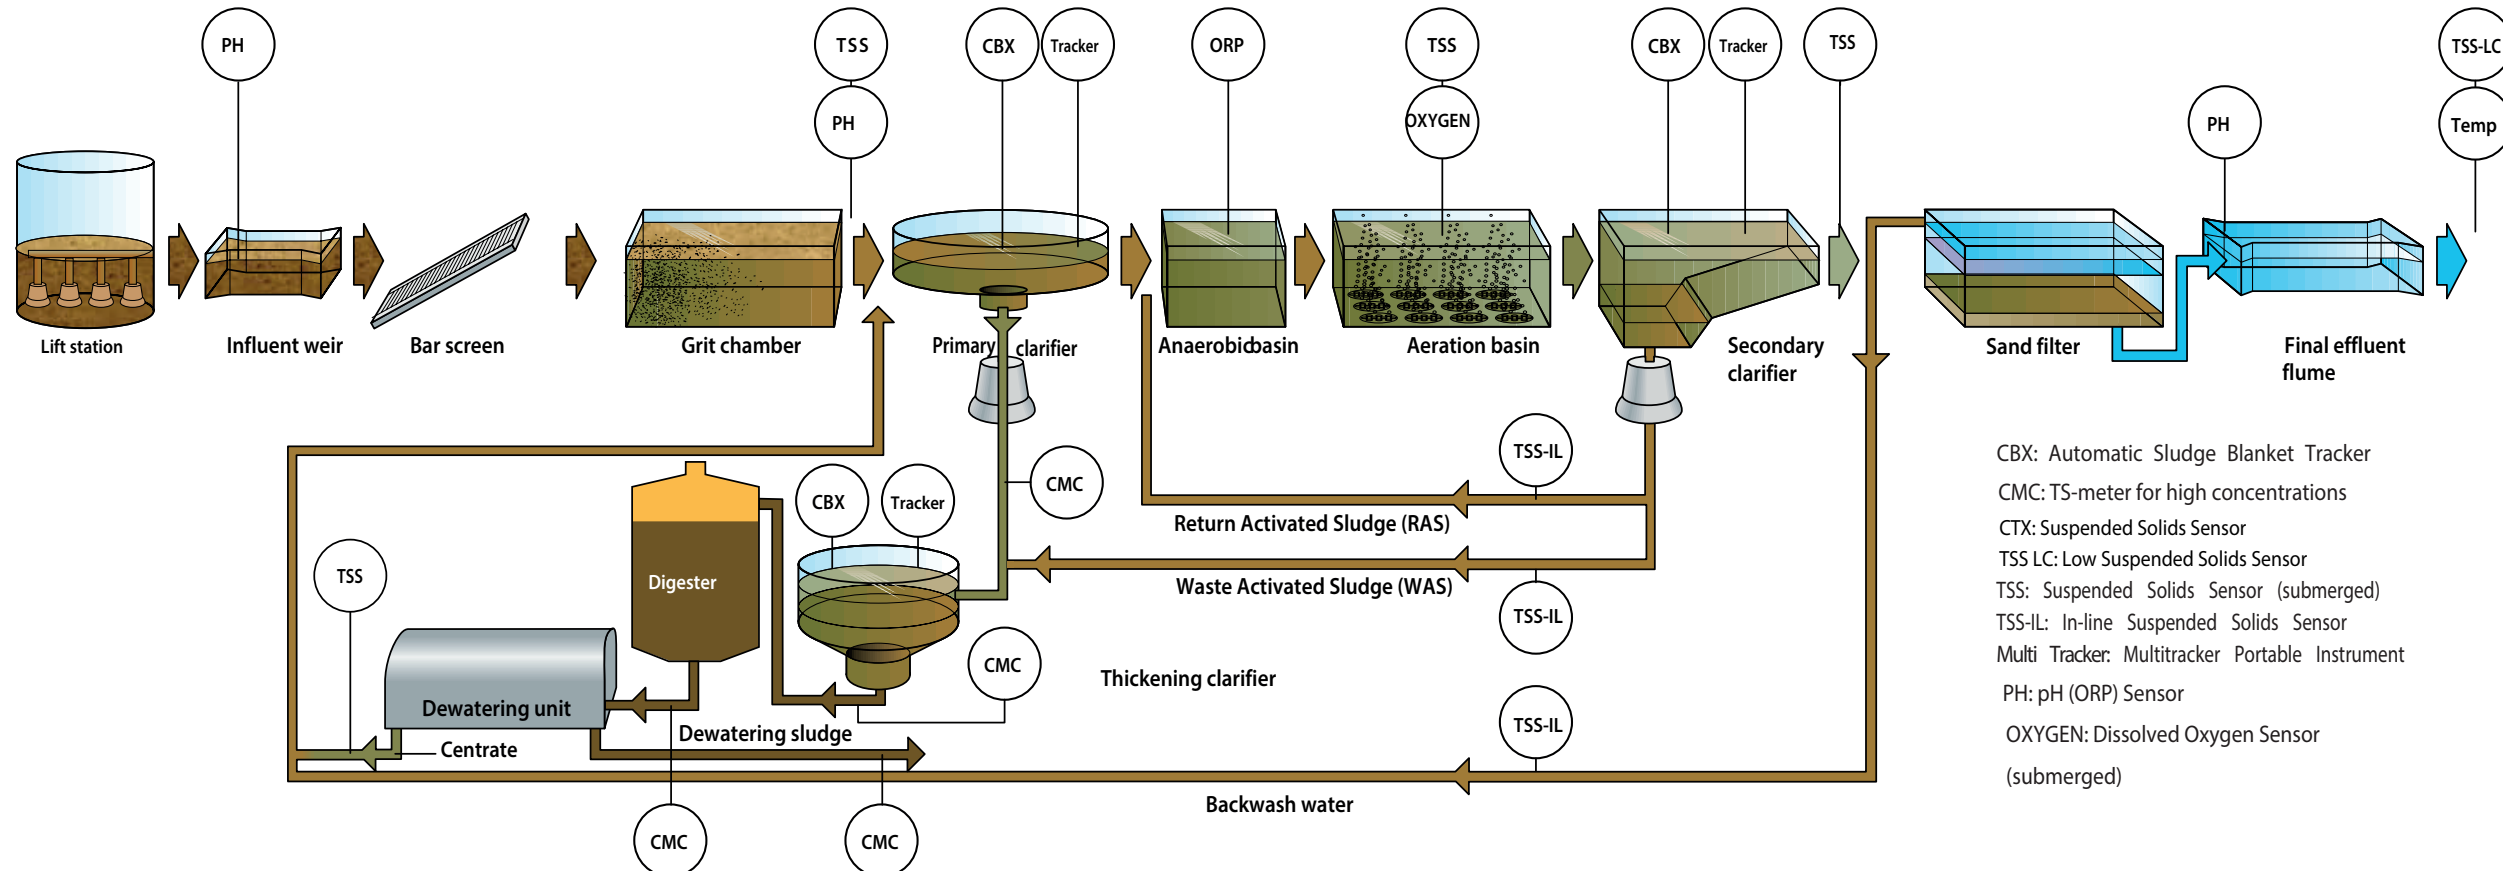 PH
TSS
CBX
Tracker
ORP
TSS
CBX
Tracker
TSS
TSS-LC
PH
OXYGEN
PH
Temp
Lift station
Influent weir
Bar screen
Grit chamber
Primary clarifier
Anaerobicbasin
Aeration basin
Secondary
clarifier
Sand filter
Final effluent
flume
TSS-IL
CMC
CBX
Tracker
Return Activated Sludge (RAS)
TSS
Digester
Waste Activated Sludge (WAS)
TSS-IL
CMC
Thickening clarifier
Dewatering unit
Dewatering sludge
TSS-IL
Centrate
Backwash water
CMC
CMC
CBX: Automatic Sludge Blanket Tracker
CMC: TS-meter for high concentrations
CTX: Suspended Solids Sensor
TSS LC: Low Suspended Solids Sensor
TSS: Suspended Solids Sensor (submerged)
TSS-IL: In-line Suspended Solids Sensor
Multi Tracker: Multitracker Portable Instrument
PH: pH (ORP) Sensor
OXYGEN: Dissolved Oxygen Sensor
(submerged)